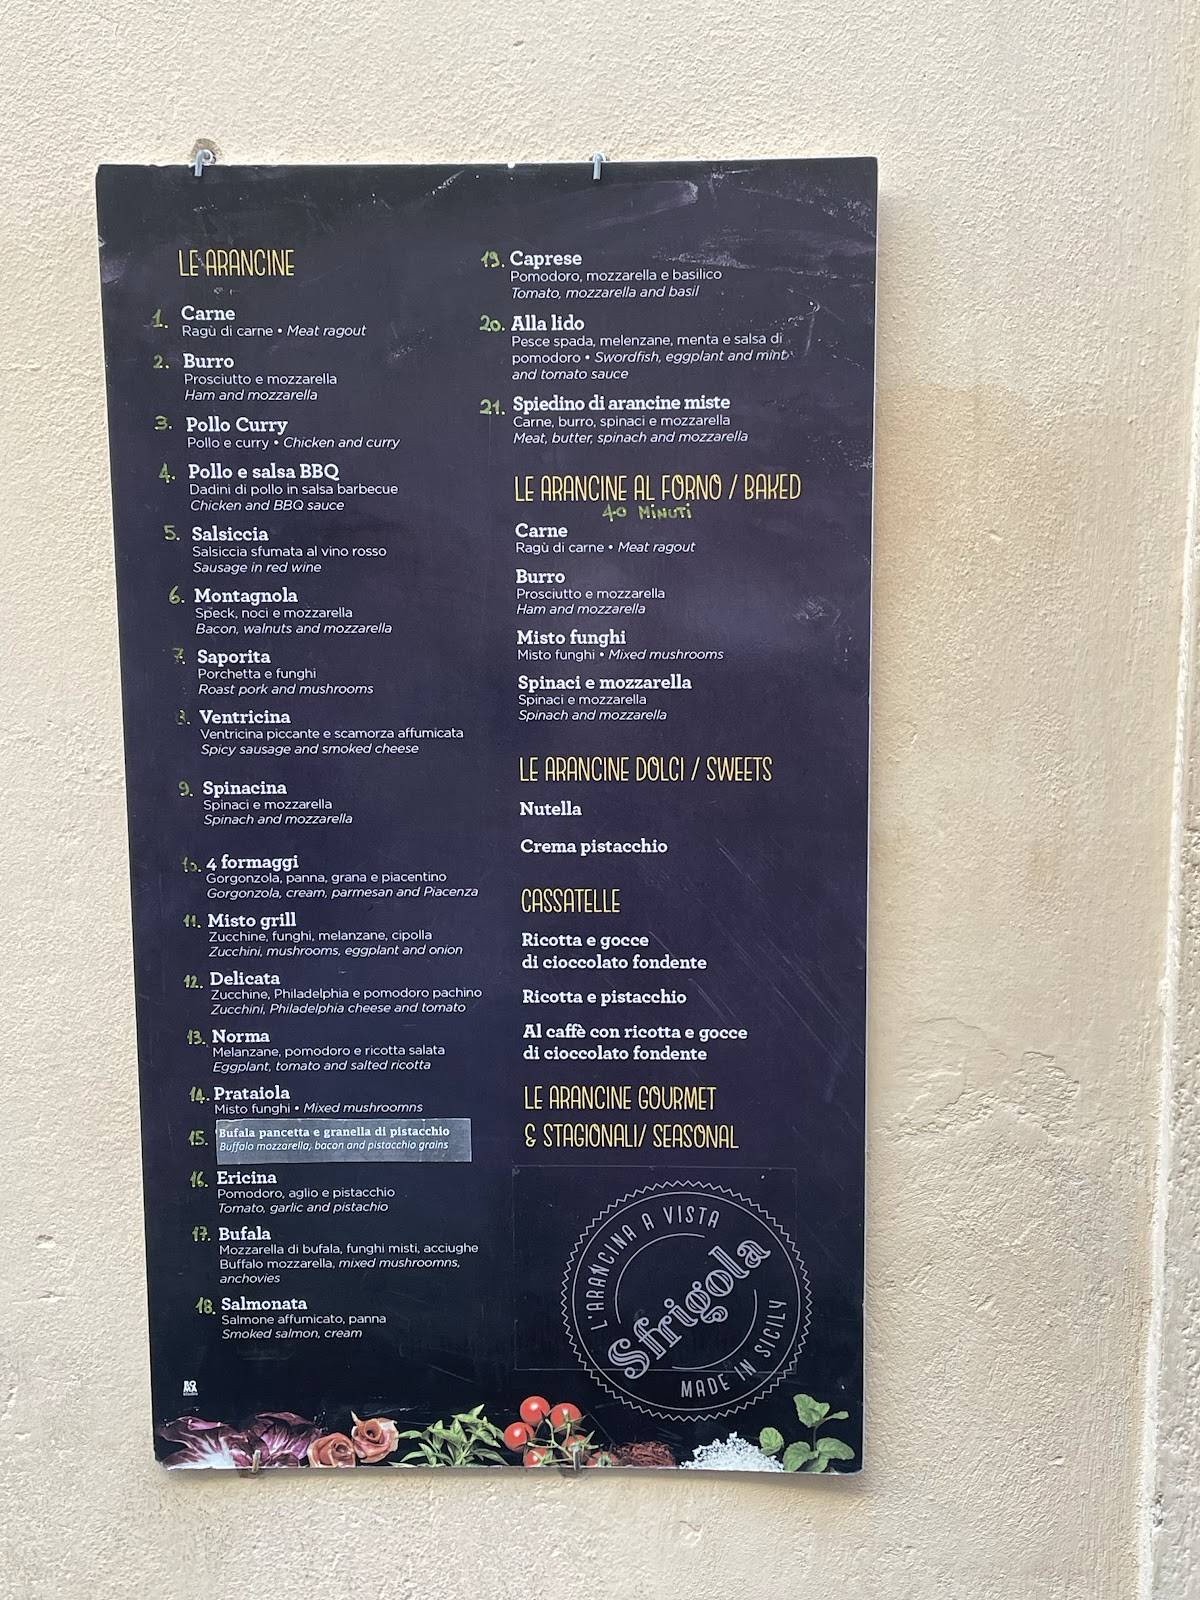 LE ARANCINE
1. Carne
Ragù di carne • Meat ragout
2. Burro
Prosciutto e mozzarella
Ham and mozzarella
3. Pollo Curry
Pollo e curry • Chicken and curry
4. Pollo e salsa BBQ
Dadini di pollo in salsa barbecue
Chicken and BBQ sauce
5. Salsiccia
Salsiccia sfumata al vino rosso
Sausage in red wine
6. Montagnola
Speck, noci e mozzarella
Bacon, walnuts and mozzarella
7. Saporita
Porchetta e funghi
Roast pork and mushrooms
8. Ventricina
Ventricina piccante e scamorza affumicata
Spicy sausage and smoked cheese
9. Spinacina
Spinaci e mozzarella
Spinach and mozzarella
10. 4 formaggi
Gorgonzola, panna, grana e piacentino
Gorgonzola, cream, parmesan and Piacenza
11. Misto grill
Zucchine, funghi, melanzane, cipolla
Zucchini, mushrooms, eggplant and onion
12. Delicata
Zucchine, Philadelphia e pomodoro pachino
Zucchini, Philadelphia cheese and tomato
13. Norma
Melanzane, pomodoro e ricotta salata
Eggplant, tomato and salted ricotta
14. Prataiola
Misto funghi • Mixed mushroomns
15. Bufala pancetta e granella di pistacchio
Buffalo mozzarella, bacon and pistacchio grains
16. Ericina
Pomodoro, aglio e pistacchio
Tomato, garlic and pistachio
17. Bufala
Mozzarella di bufala, funghi misti, acciughe
Buffalo mozzarella, mixed mushroomns,
anchovies
18. Salmonata
Salmone affumicato, panna
Smoked salmon, cream
19. Caprese
Pomodoro, mozzarella e basilico
Tomato, mozzarella and basil
20. Alla lido
Pesce spada, melenzane, menta e salsa di
pomodoro • Swordfish, eggplant and mint
and tomato sauce
21. Spiedino di arancine miste
Carne, burro, spinaci e mozzarella
Meat, butter, spinach and mozzarella
LE ARANCINE AL FORNO / BAKED
40 MINUTI
Carne
Ragù di carne • Meat ragout
Burro
Prosciutto e mozzarella
Ham and mozzarella
Misto funghi
Misto funghi • Mixed mushrooms
Spinaci e mozzarella
Spinaci e mozzarella
Spinach and mozzarella
LE ARANCINE DOLCI / SWEETS
Nutella
Crema pistacchio
CASSATELLE
Ricotta e gocce
di cioccolato fondente
Ricotta e pistacchio
Al caffè con ricotta e gocce
di cioccolato fondente
LE ARANCINE GOURMET
& STAGIONALI/ SEASONAL
L'ARANCINA A VISTA
Sfrigola
MADE IN SICILY